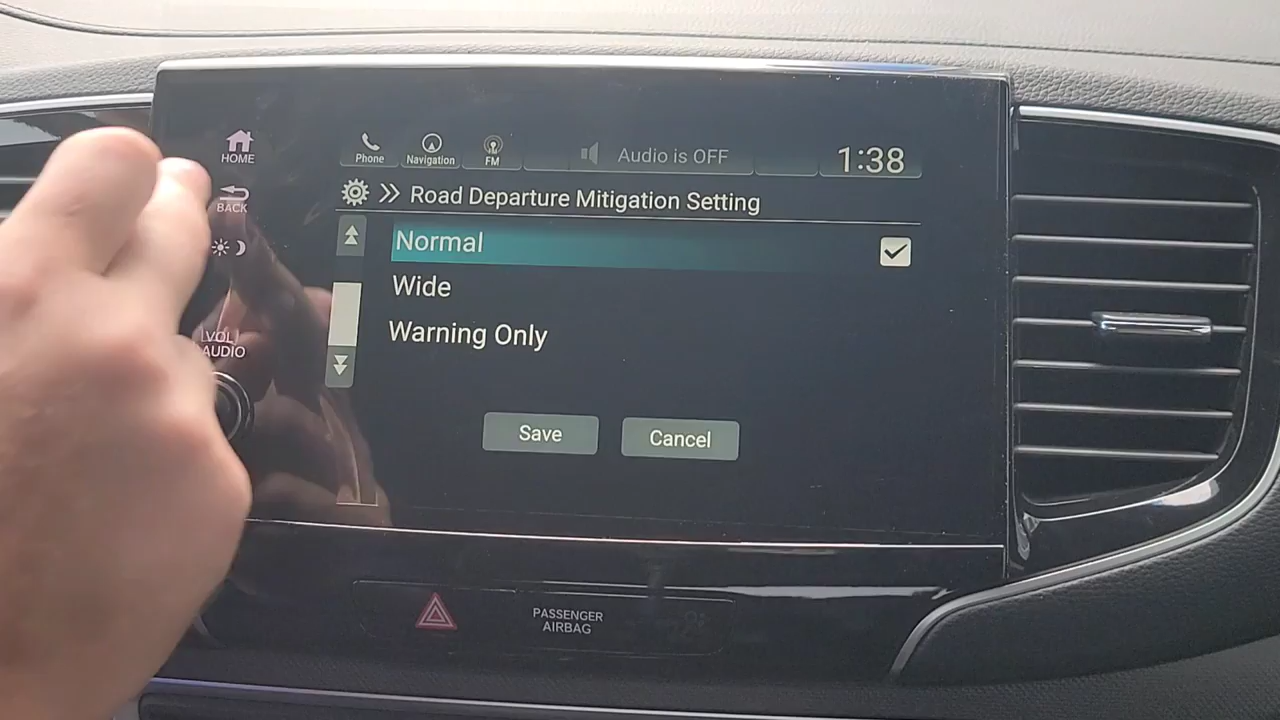 HOME
BACK
VOL
AUDIO
Phone
Navigation
FM
Audio is OFF
1:38
Road Departure Mitigation Setting
Normal
Wide
Warning Only
Save
Cancel
PASSENGER
AIRBAG